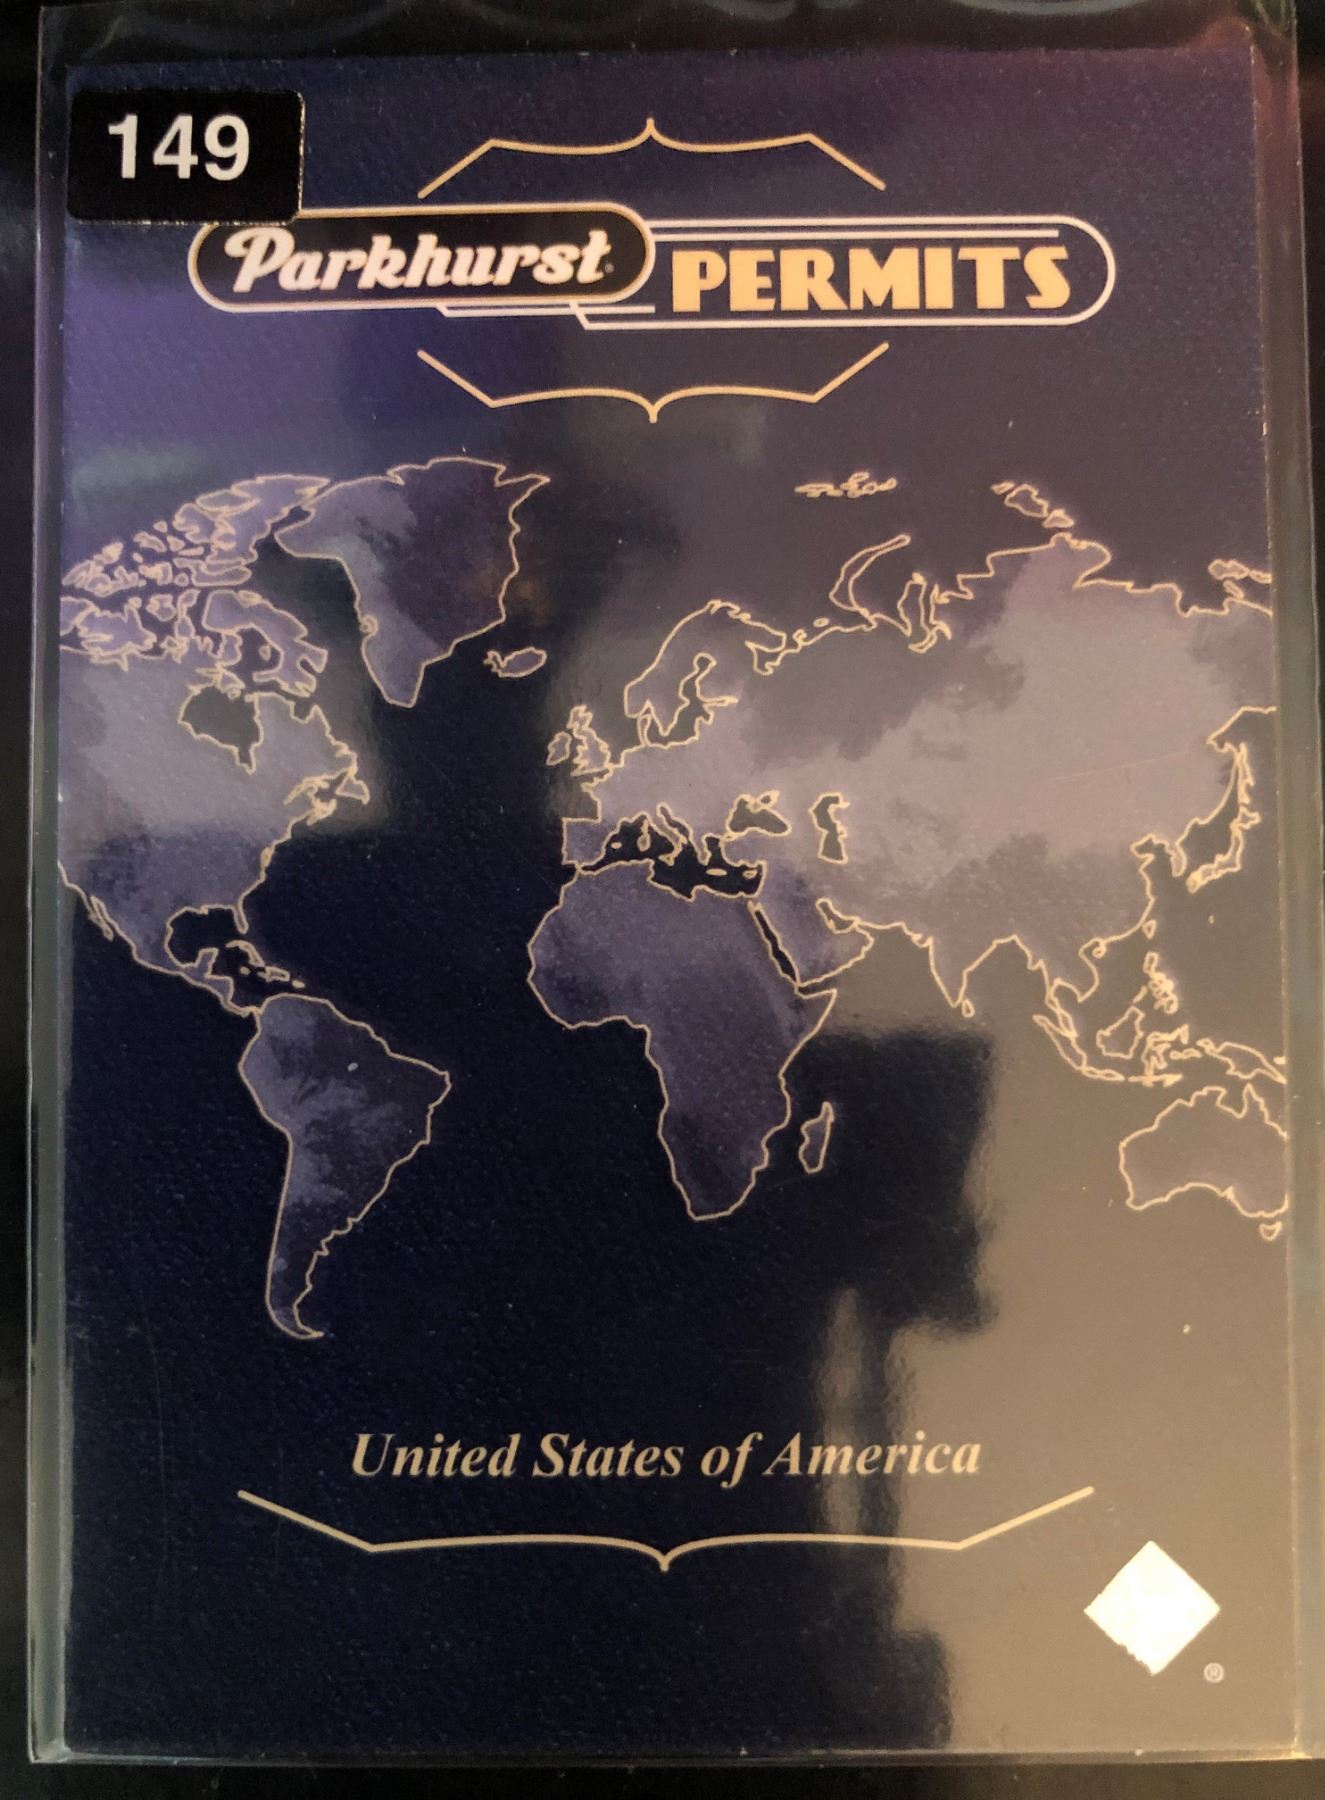 149
Parkhurst PERMITS
United States of America
®